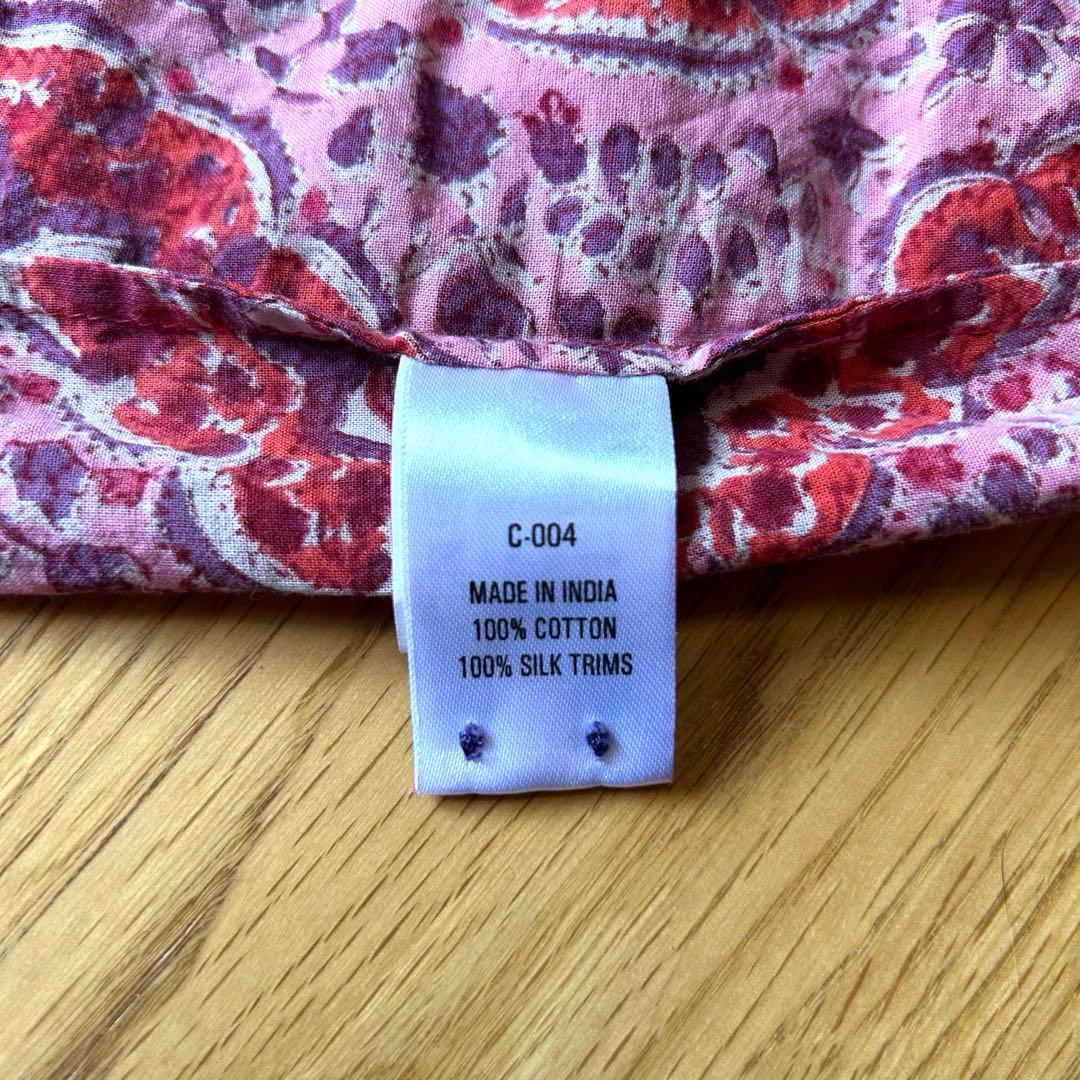 C-004
MADE IN INDIA
100% COTTON
100% SILK TRIMS